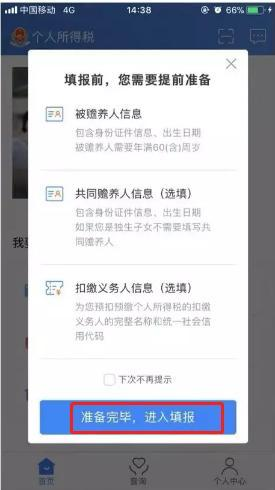 中国移动 4G 14:38 66%
个人所得税
填报前，您需要提前准备
被赡养人信息
包含身份证件信息、出生日期
被赡养人需要年满60(含)周岁
共同赡养人信息（选填）
包含身份证件信息、出生日期
如果您是独生子女不需要填写共
同赡养人
扣缴义务人信息（选填）
为您预扣预缴个人所得税的扣缴
义务人的完整名称和统一社会信
用代码
下次不再提示
准备完毕，进入填报
首页 查询 个人中心